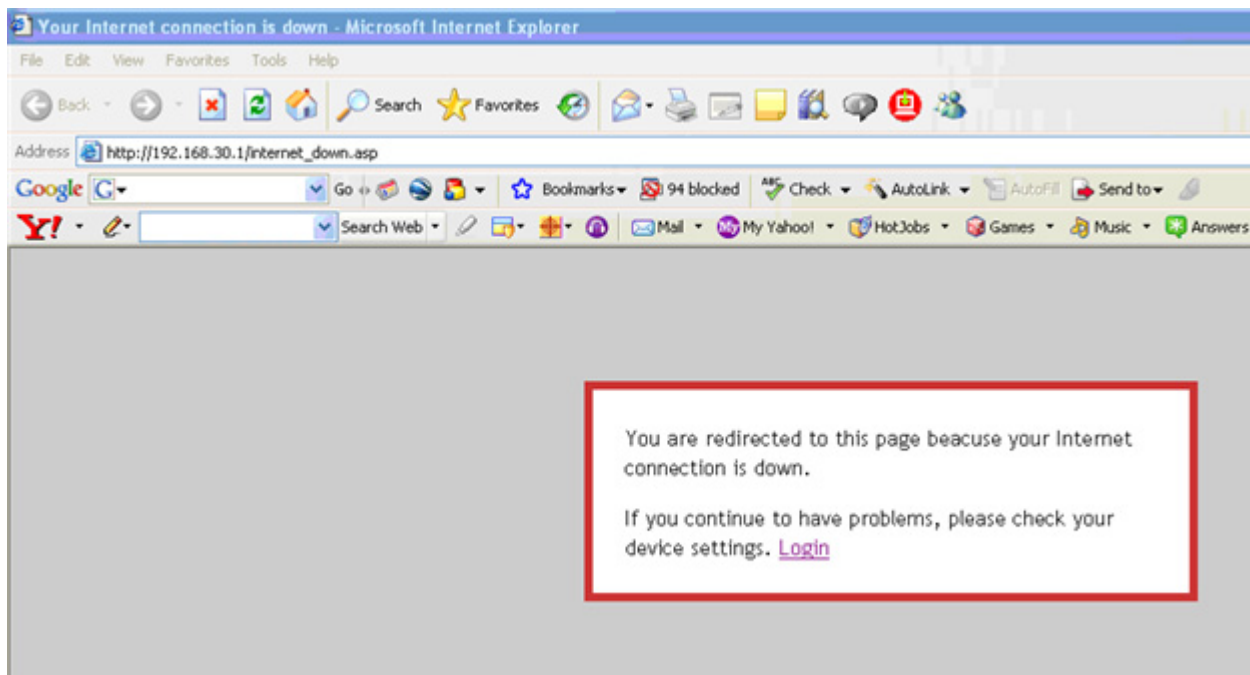 Your Internet connection is down - Microsoft Internet Explorer
File Edit View Favorites Tools Help
Back Search Favorites
Address http://192.168.30.1/internet_down.asp
Google G Go Bookmarks 94 blocked ABC Check AutoLink AutoFill Send to
Y! Search Web My Mail My Yahoo! HotJobs Games Music Answers
You are redirected to this page beacuse your Internet
connection is down.
If you continue to have problems, please check your
device settings. Login